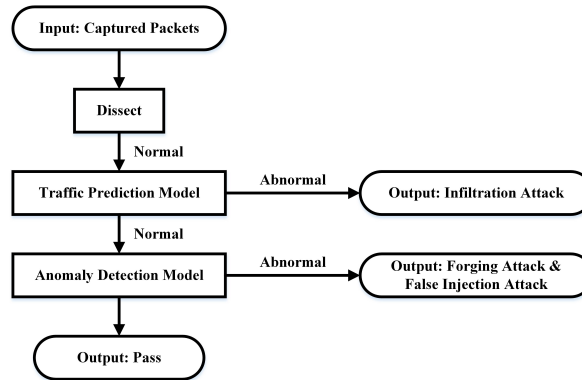 Input: Captured Packets
Dissect
Normal
Traffic Prediction Model
Abnormal
Output: Infiltration Attack
Normal
Anomaly Detection Model
Abnormal
Output: Forging Attack &
False Injection Attack
Output: Pass